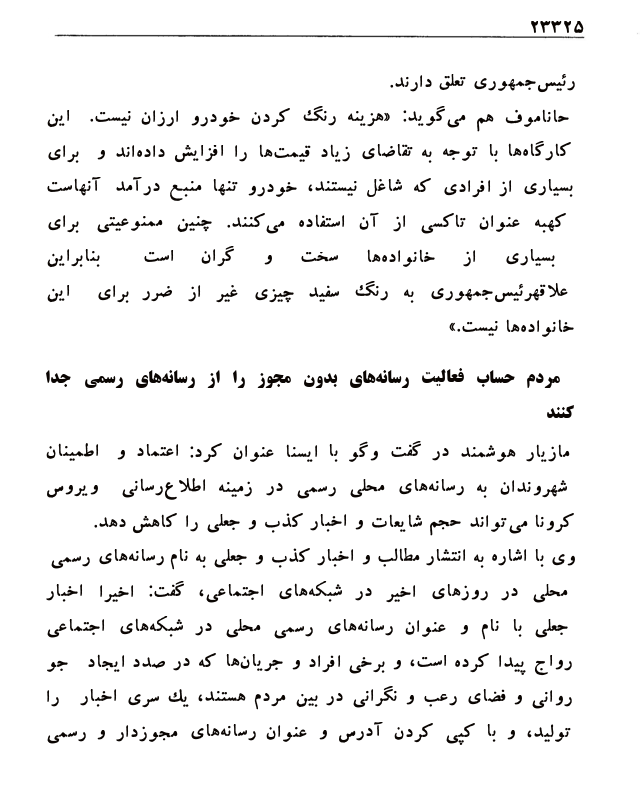 ۲۳۳۲۵
رئیس‌جمهوری تعلق دارند.
حاناموف هم می‌گوید: «هزینه رنگ کردن خودرو ارزان نیست. این
کارگاه‌ها با توجه به تقاضای زیاد قیمت‌ها را افزایش داده‌اند و برای
بسیاری از افرادی که شاغل نیستند، خودرو تنها منبع درآمد آنهاست
کهبه عنوان تاکسی از آن استفاده می‌کنند. چنین ممنوعیتی برای
بسیاری از خانواده‌ها سخت و گران است بنابراین
علاقهرئیس‌جمهوری به رنگ سفید چیزی غیر از ضرر برای این
خانواده‌ها نیست.»
مردم حساب فعالیت رسانه‌های بدون مجوز را از رسانه‌های رسمی جدا
کنند
مازیار هوشمند در گفت وگو با ایسنا عنوان کرد: اعتماد و اطمینان
شهروندان به رسانه‌های محلی رسمی در زمینه اطلاع‌رسانی ویروس
کرونا می‌تواند حجم شایعات و اخبار کذب و جعلی را کاهش دهد.
وی با اشاره به انتشار مطالب و اخبار کذب و جعلی به نام رسانه‌های رسمی
محلی در روزهای اخیر در شبکه‌های اجتماعی، گفت: اخیرا اخبار
جعلی با نام و عنوان رسانه‌های رسمی محلی در شبکه‌های اجتماعی
رواج پیدا کرده است، و برخی افراد و جریان‌ها که در صدد ایجاد جو
روانی و فضای رعب و نگرانی در بین مردم هستند، یك سری اخبار را
تولید، و با کپی کردن آدرس و عنوان رسانه‌های مجوزدار و رسمی